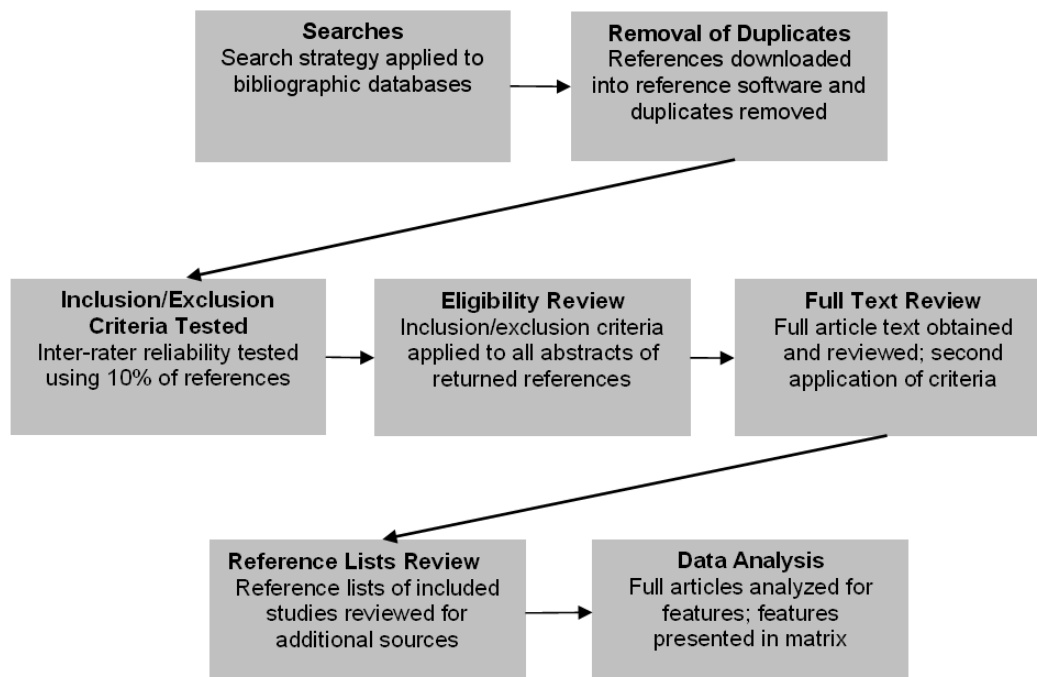 Searches
Search strategy applied to
bibliographic databases
Removal of Duplicates
References downloaded
into reference software and
duplicates removed
Inclusion/Exclusion
Criteria Tested
Inter-rater reliability tested
using 10% of references
Eligibility Review
Inclusion/exclusion criteria
applied to all abstracts of
returned references
Full Text Review
Full article text obtained
and reviewed; second
application of criteria
Reference Lists Review
Reference lists of included
studies reviewed for
additional sources
Data Analysis
Full articles analyzed for
features; features
presented in matrix